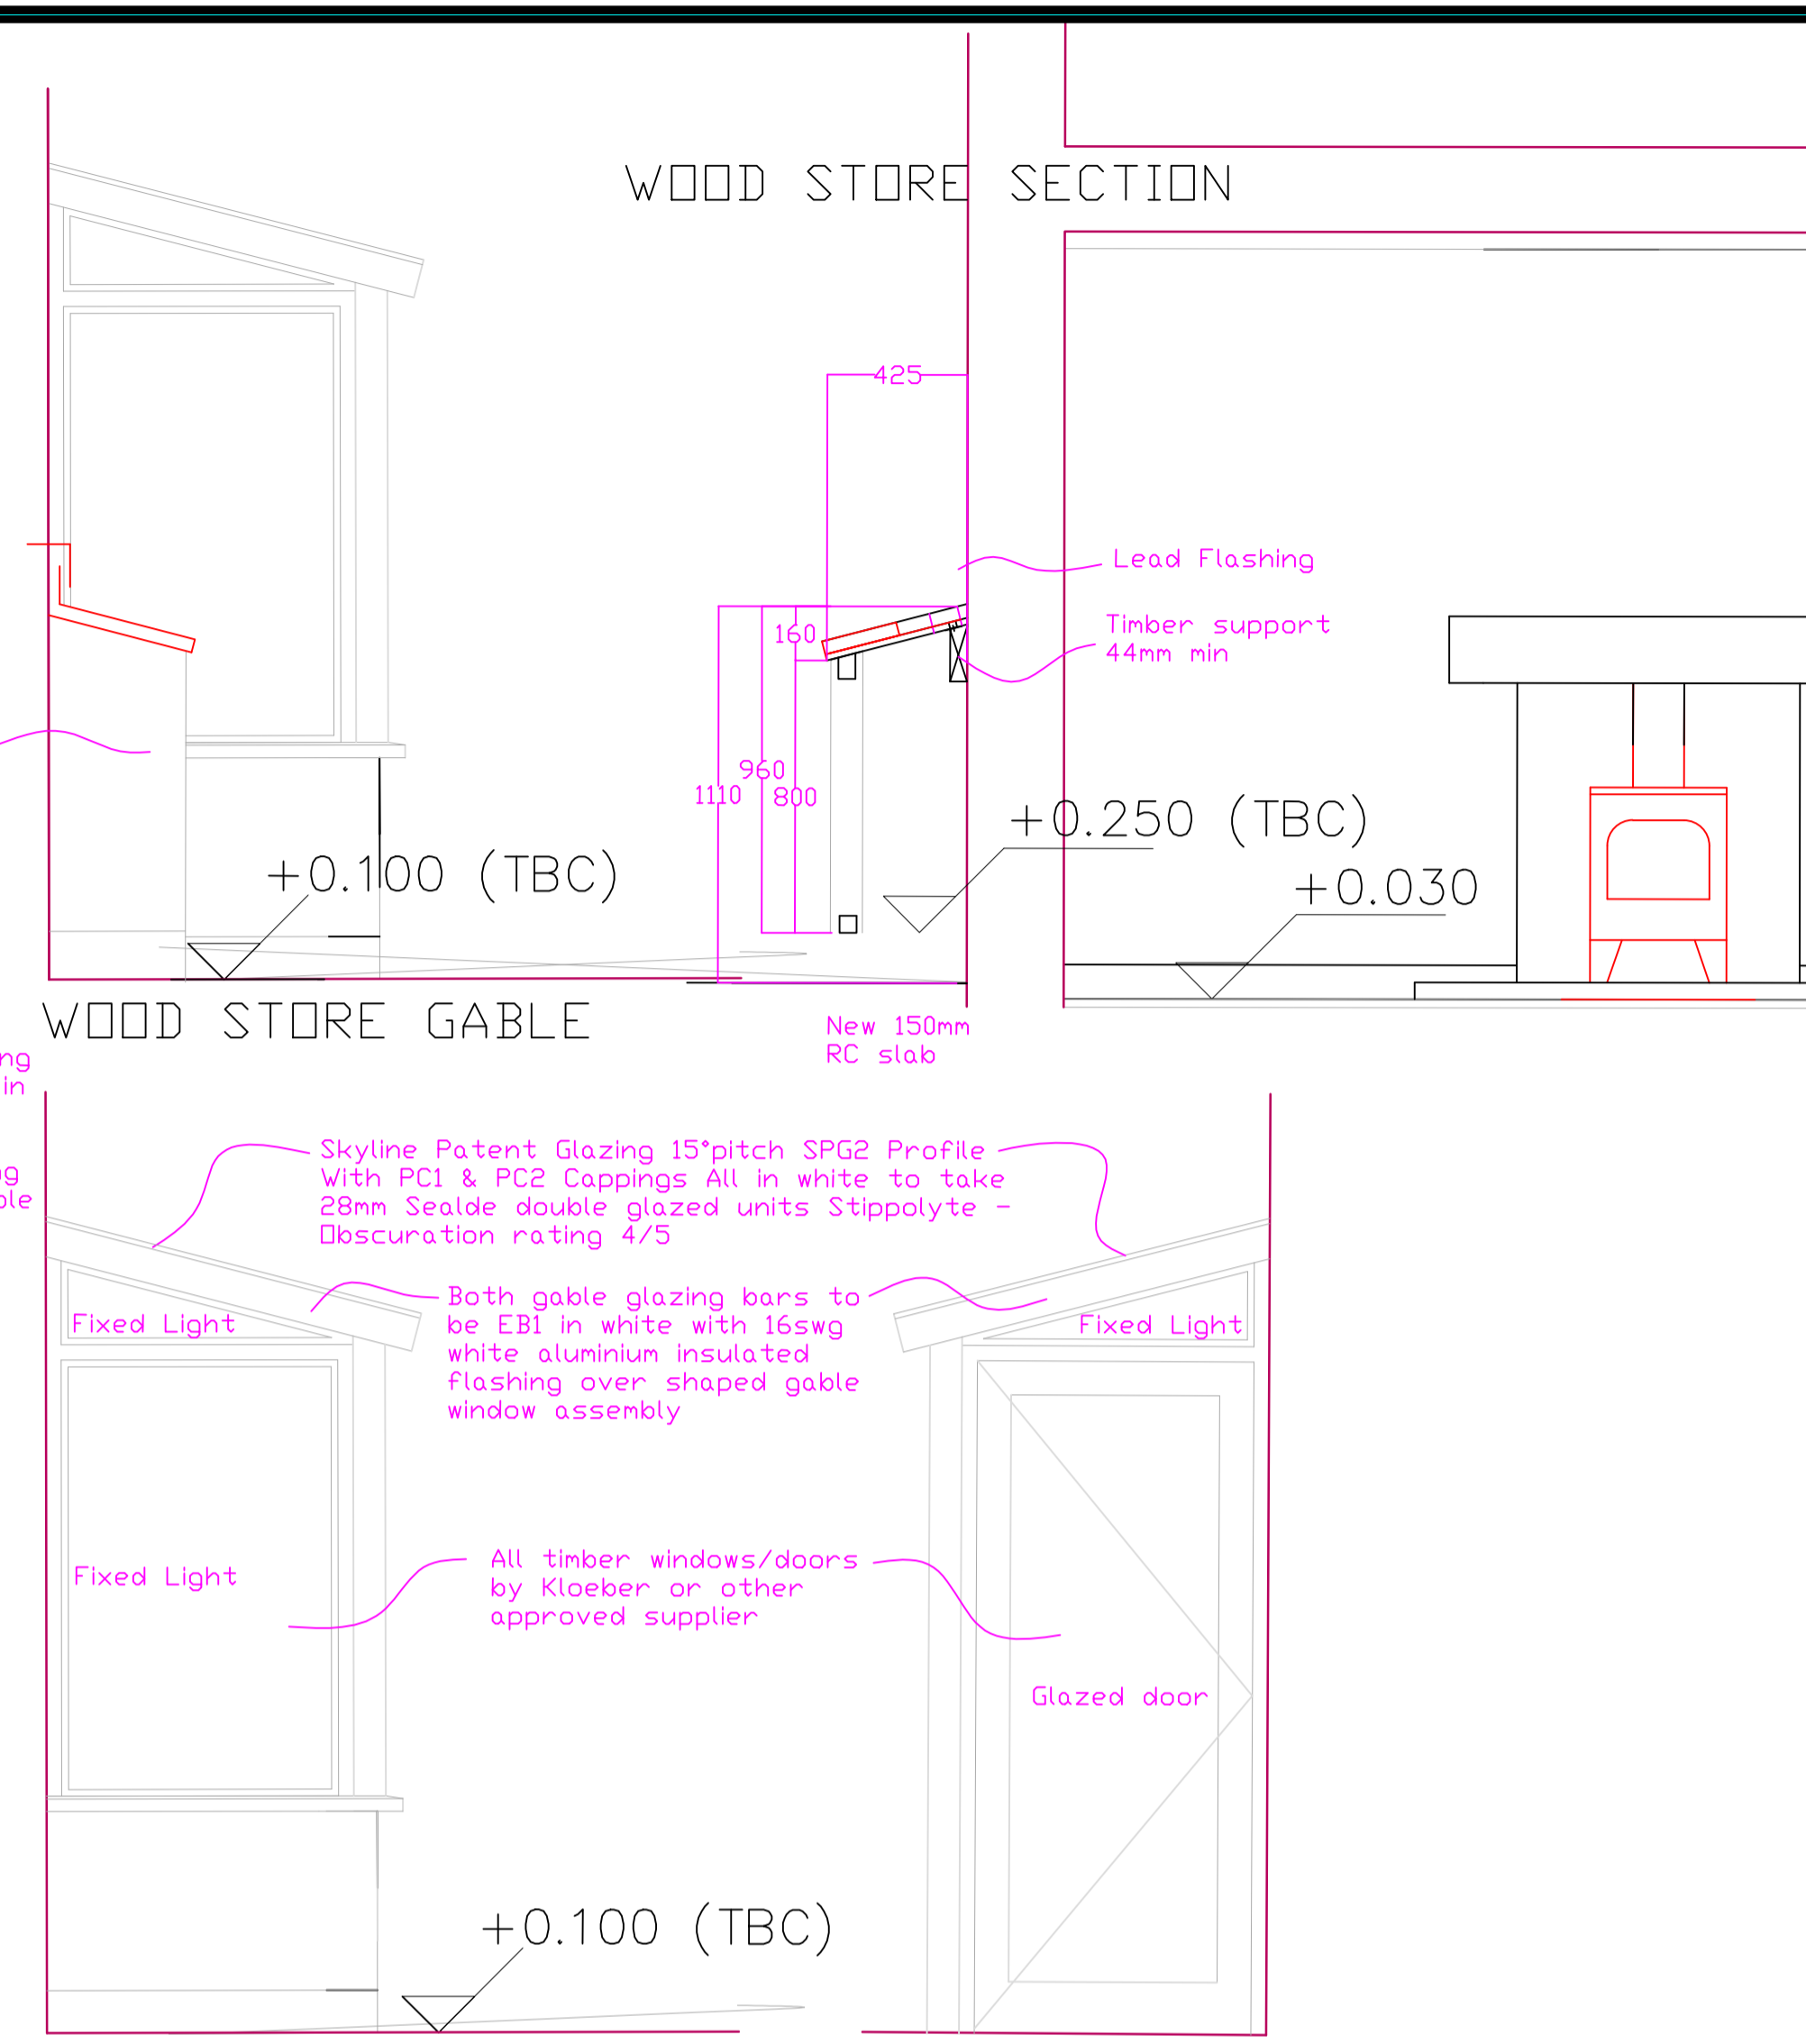 WOOD STORE SECTION
425
Lead Flashing
Timber support
44mm min
160
960
1110
800
+0.250 (TBC)
+0.100 (TBC)
+0.030
WOOD STORE GABLE
New 150mm
RC slab
in
Skyline Patent Glazing 15°pitch SPG2 Profile
With PC1 & PC2 Cappings All in white to take
28mm Sealde double glazed units Stippolyte -
Obscuration rating 4/5
Both gable glazing bars to
be EB1 in white with 16swg
white aluminium insulated
flashing over shaped gable
window assembly
Fixed Light
Fixed Light
All timber windows/doors
by Kloeber or other
approved supplier
Fixed Light
Glazed door
+0.100 (TBC)